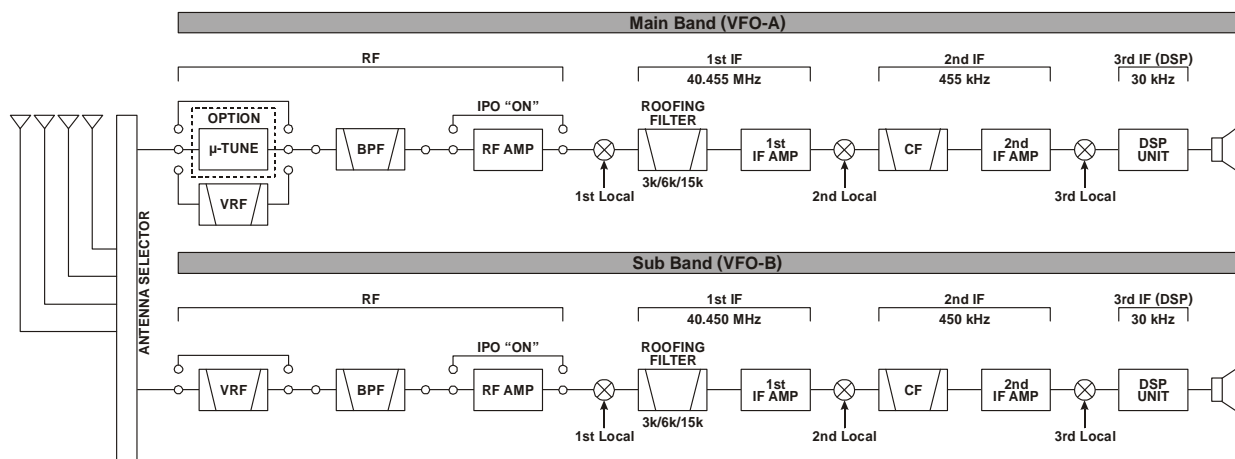 Main Band (VFO-A)
RF
1st IF
40.455 MHz
2nd IF
455 kHz
3rd IF (DSP)
30 kHz
OPTION
µ-TUNE
VRF
BPF
IPO “ON”
RF AMP
1st Local
ROOFING
FILTER
3k/6k/15k
1st
IF AMP
2nd Local
CF
2nd
IF AMP
3rd Local
DSP
UNIT
ANTENNA SELECTOR
Sub Band (VFO-B)
RF
1st IF
40.450 MHz
2nd IF
450 kHz
3rd IF (DSP)
30 kHz
VRF
BPF
IPO “ON”
RF AMP
1st Local
ROOFING
FILTER
3k/6k/15k
1st
IF AMP
2nd Local
CF
2nd
IF AMP
3rd Local
DSP
UNIT